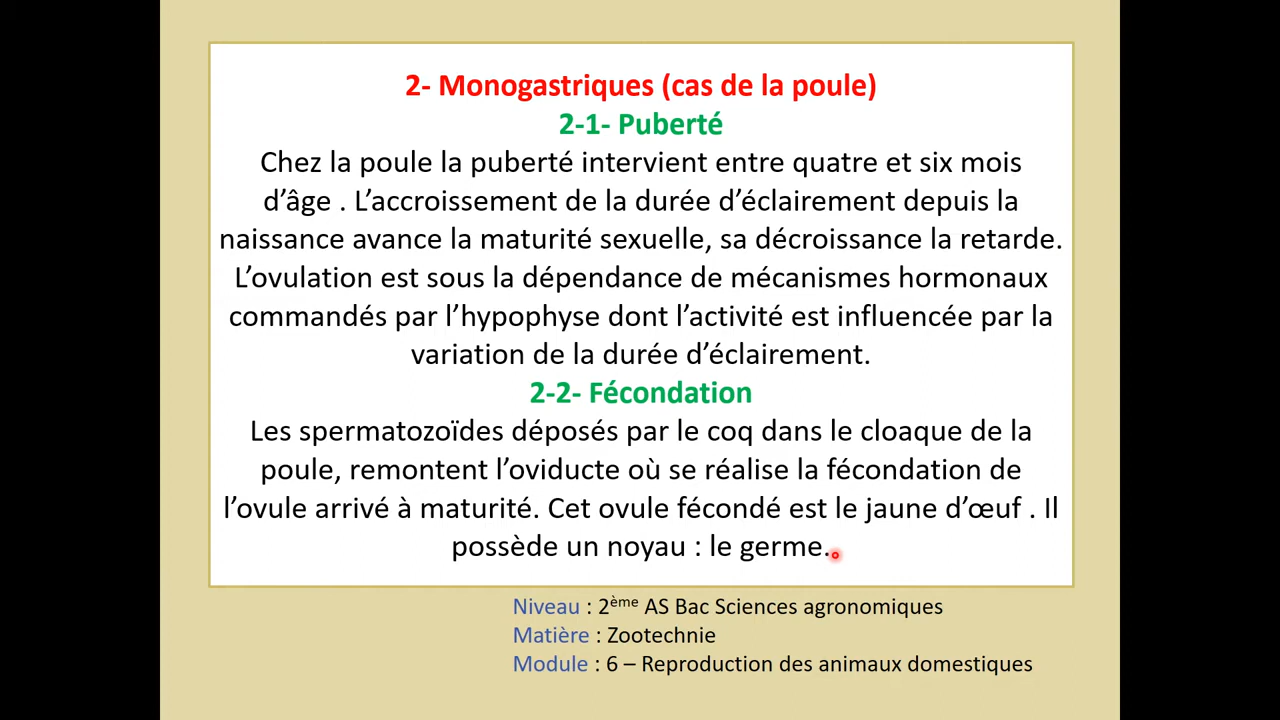 2- Monogastriques (cas de la poule)
2-1- Puberté
Chez la poule la puberté intervient entre quatre et six mois
d’âge . L’accroissement de la durée d’éclairement depuis la
naissance avance la maturité sexuelle, sa décroissance la retarde.
L’ovulation est sous la dépendance de mécanismes hormonaux
commandés par l’hypophyse dont l’activité est influencée par la
variation de la durée d’éclairement.
2-2- Fécondation
Les spermatozoïdes déposés par le coq dans le cloaque de la
poule, remontent l’oviducte où se réalise la fécondation de
l’ovule arrivé à maturité. Cet ovule fécondé est le jaune d’œuf . Il
possède un noyau : le germe.
Niveau : 2ème AS Bac Sciences agronomiques
Matière : Zootechnie
Module : 6 – Reproduction des animaux domestiques